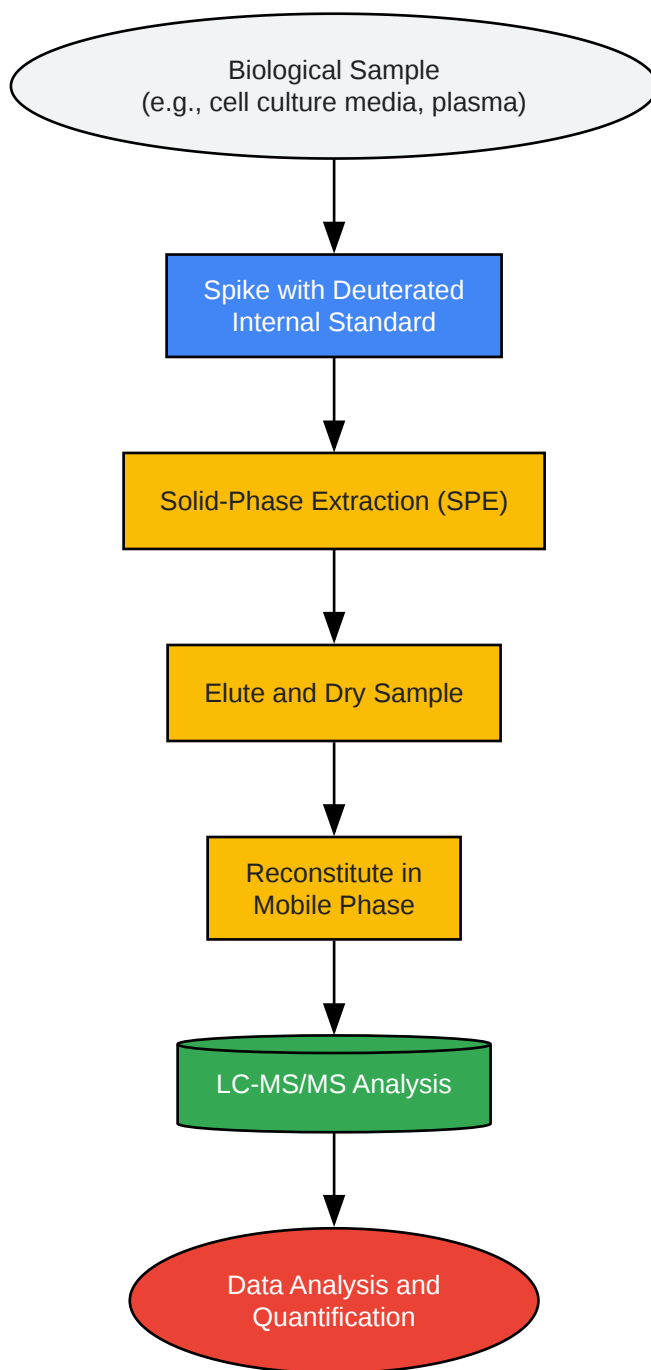 Biological Sample
(e.g., cell culture media, plasma)
Spike with Deuterated
Internal Standard
Solid-Phase Extraction (SPE)
Elute and Dry Sample
Reconstitute in
Mobile Phase
LC-MS/MS Analysis
Data Analysis and
Quantification